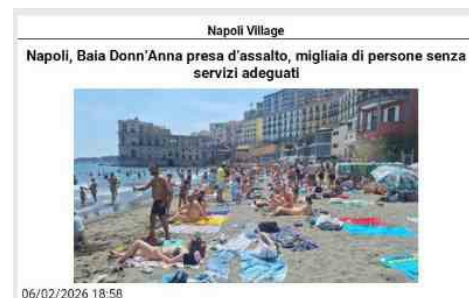 Napoli Village
Napoli, Baia Donn'Anna presa d'assalto, migliaia di persone senza
servizi adeguati
06/02/2026 18:58